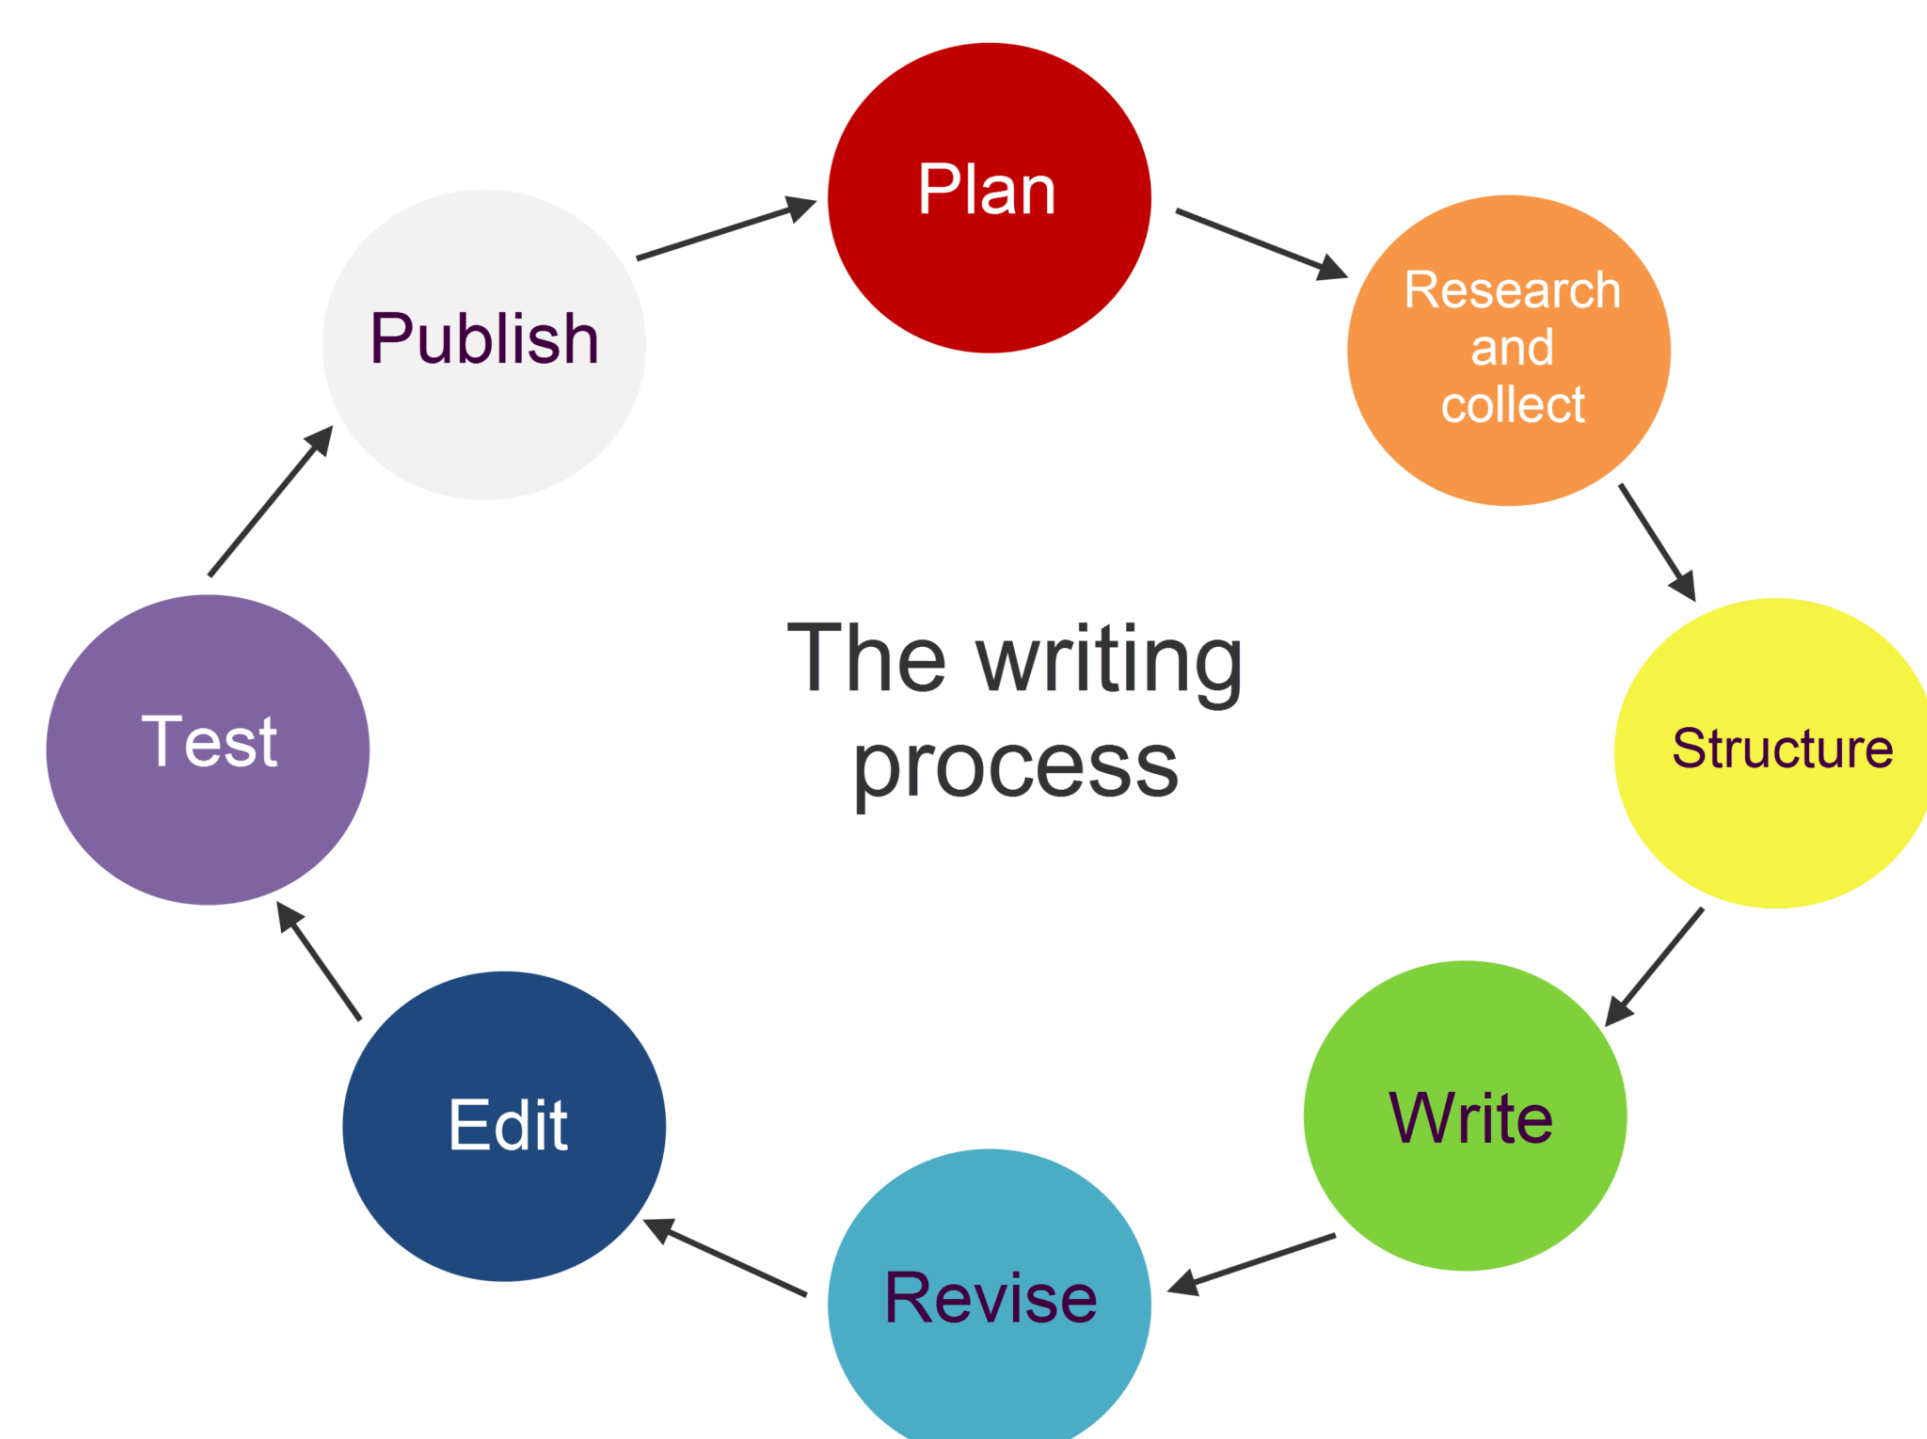 Plan
Research
and
collect
Structure
Write
Revise
Edit
Test
Publish
The writing
process